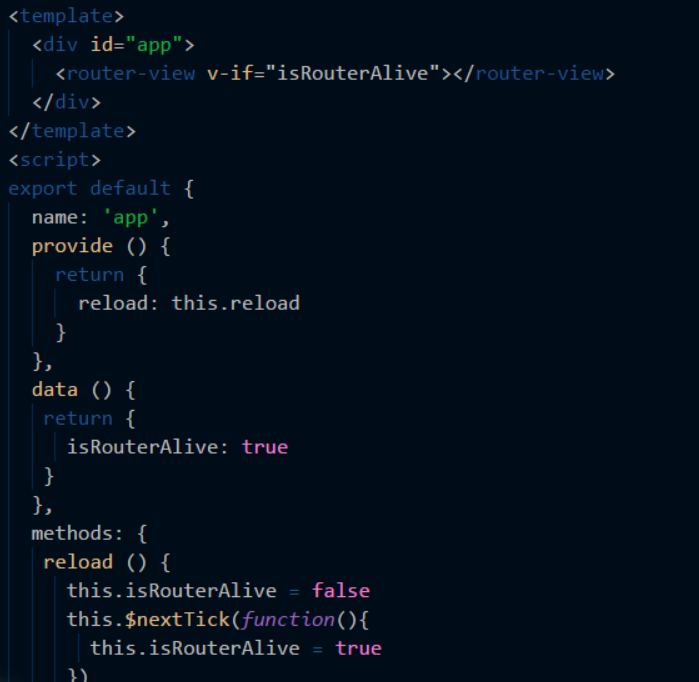 <template>
  <div id="app">
    <router-view v-if="isRouterAlive"></router-view>
  </div>
</template>
<script>
export default {
  name: 'app',
  provide () {
    return {
      reload: this.reload
    }
  },
  data () {
   return {
     isRouterAlive: true
   }
  },
  methods: {
   reload () {
     this.isRouterAlive = false
     this.$nextTick(function(){
       this.isRouterAlive = true
     })